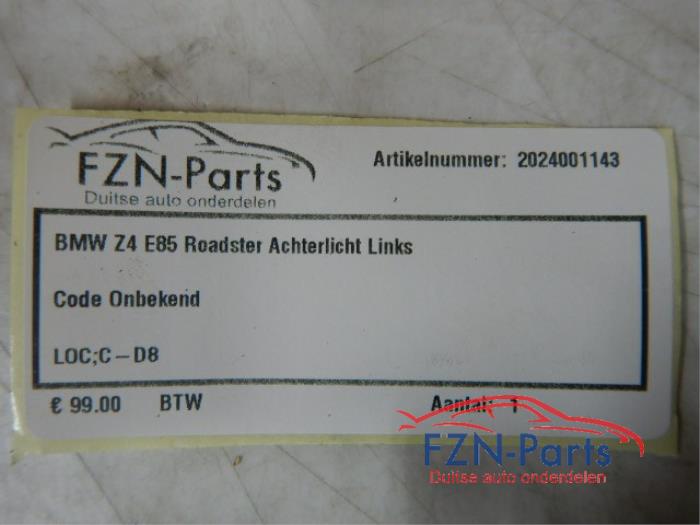 FZN-Parts
Duitse auto onderdelen
Artikelnummer: 2024001143
BMW Z4 E85 Roadster Achterlicht Links
Code Onbekend
LOC;C-D8
€ 99.00 BTW Aantal: 1
FZN-Parts
Duitse auto onderdelen